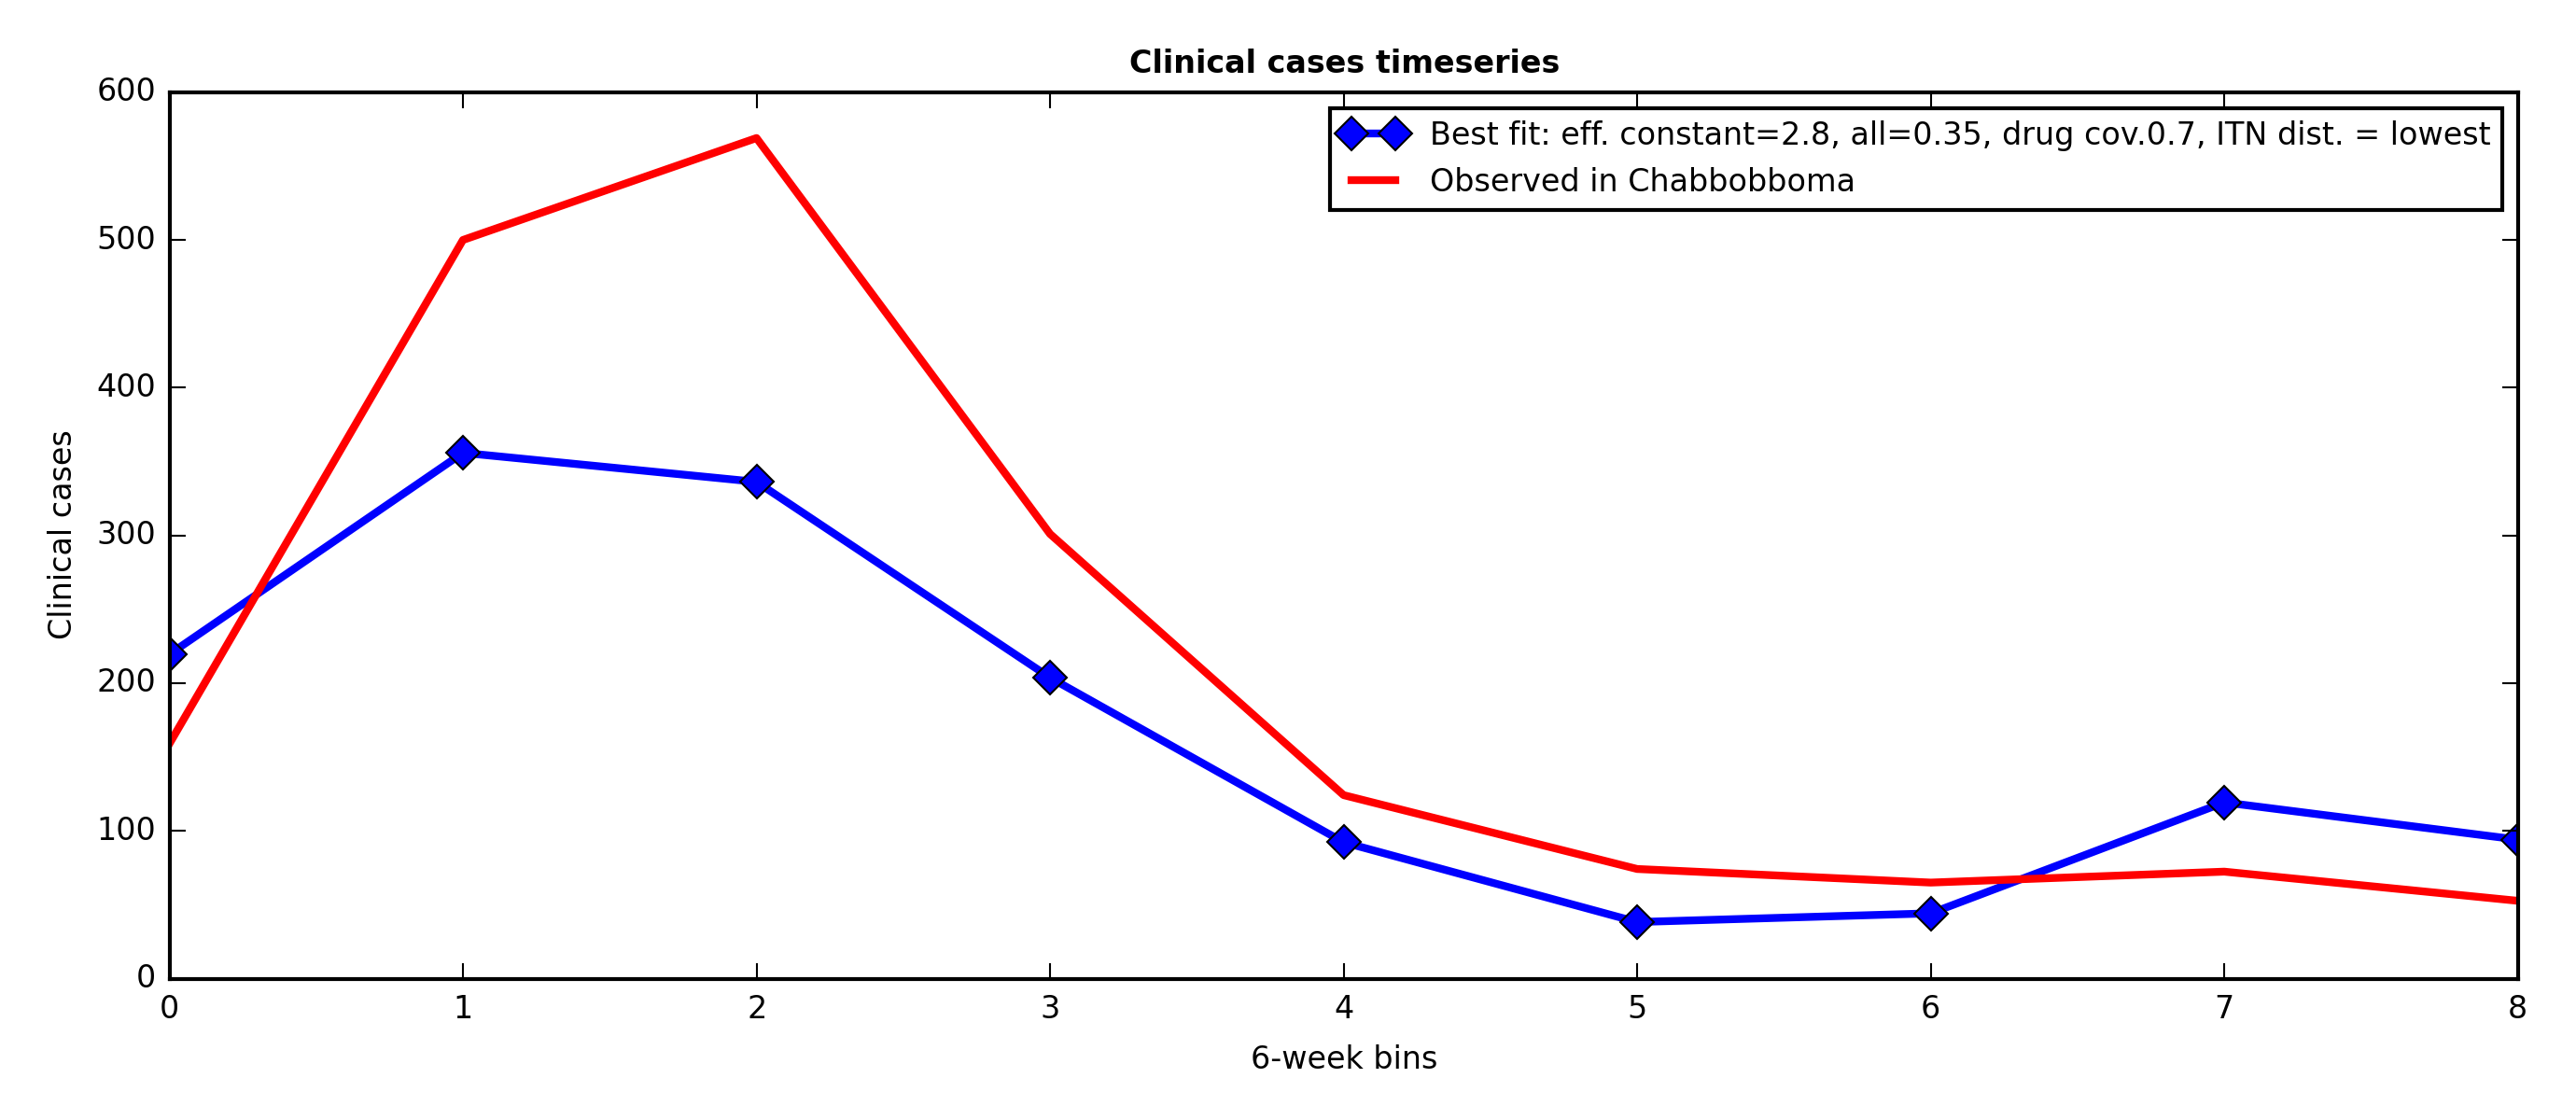 Clinical cases timeseries
600
500
400
300
200
100
0
Clinical cases
Best fit: eff. constant=2.8, all=0.35, drug cov.0.7, ITN dist. = lowest
Observed in Chabbobboma
0 1 2 3 4 5 6 7 8
6-week bins